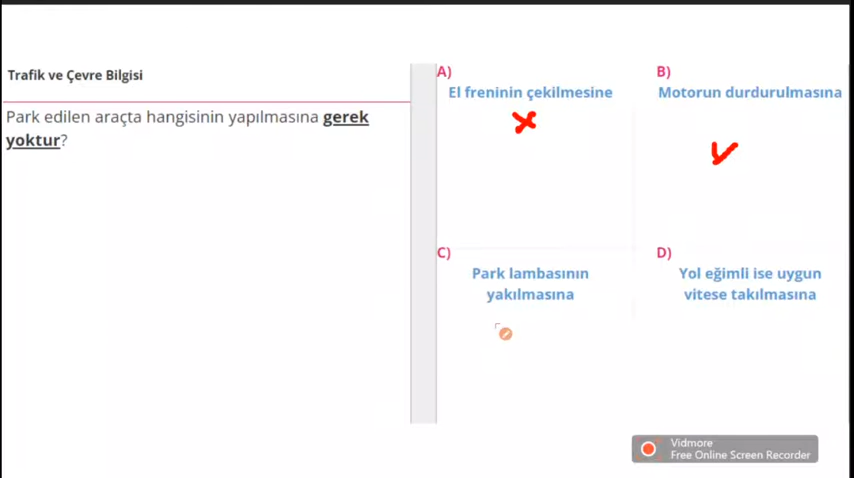 Trafik ve Çevre Bilgisi
Park edilen araçta hangisinin yapılmasına gerek
yoktur?
A)
El freninin çekilmesine
B)
Motorun durdurulmasına
C)
Park lambasının
yakılmasına
D)
Yol eğimli ise uygun
vitese takılmasına
Vidmore
Free Online Screen Recorder